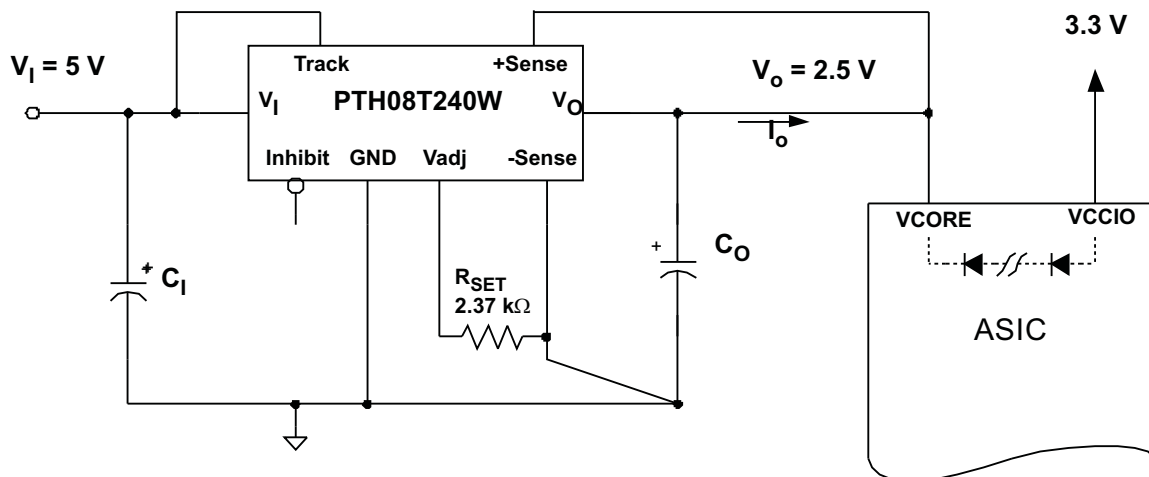 3.3 V
V_I = 5 V
Track
+Sense
V_o = 2.5 V
V_I
PTH08T240W
V_O
I_o
Inhibit
GND
Vadj
-Sense
VCORE
VCCIO
+
C_I
+
C_O
R_SET
2.37 kΩ
ASIC